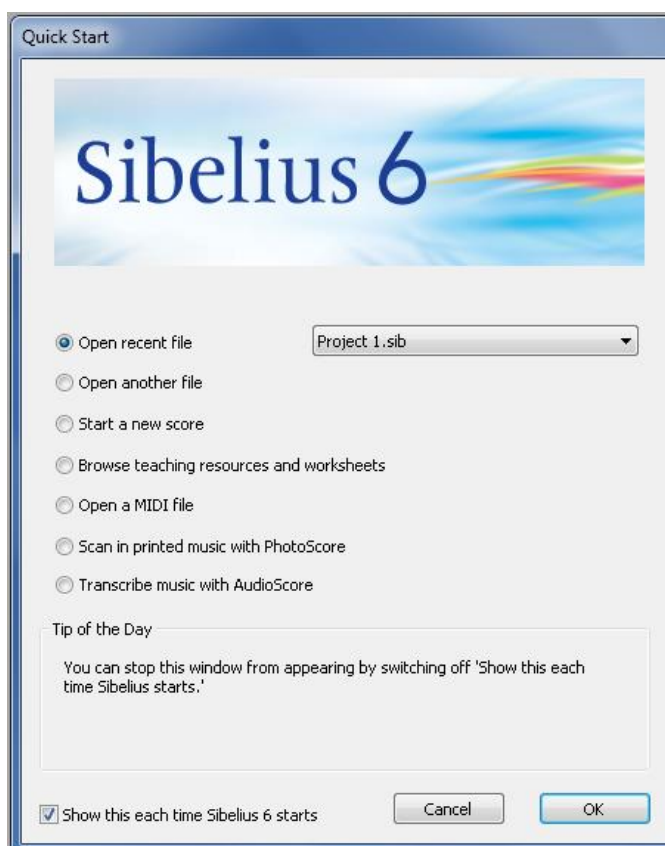 Quick Start
Sibelius 6
Open recent file Project 1.sib
Open another file
Start a new score
Browse teaching resources and worksheets
Open a MIDI file
Scan in printed music with PhotoScore
Transcribe music with AudioScore
Tip of the Day
You can stop this window from appearing by switching off 'Show this each
time Sibelius starts.'
Show this each time Sibelius 6 starts Cancel OK